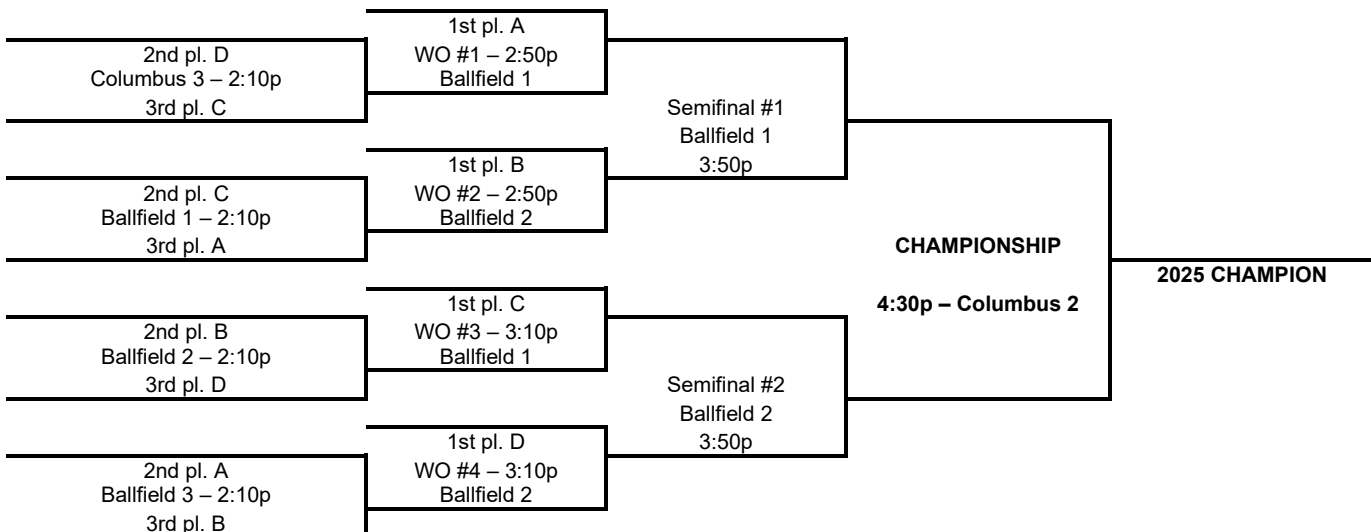 1st pl. A
2nd pl. D
WO #1 – 2:50p
Columbus 3 – 2:10p
Ballfield 1
3rd pl. C
Semifinal #1
Ballfield 1
1st pl. B
3:50p
2nd pl. C
WO #2 – 2:50p
Ballfield 1 – 2:10p
Ballfield 2
3rd pl. A
CHAMPIONSHIP
2025 CHAMPION
1st pl. C
4:30p – Columbus 2
2nd pl. B
WO #3 – 3:10p
Ballfield 2 – 2:10p
Ballfield 1
3rd pl. D
Semifinal #2
Ballfield 2
1st pl. D
3:50p
2nd pl. A
WO #4 – 3:10p
Ballfield 3 – 2:10p
Ballfield 2
3rd pl. B